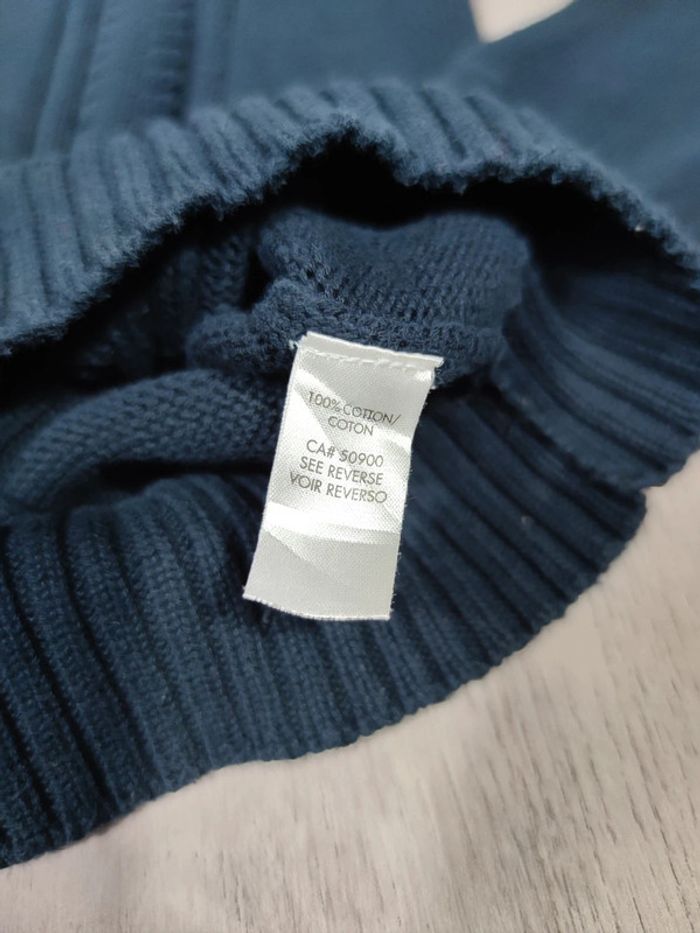 100% COTTON/
COTON
CA# 50900
SEE REVERSE
VOIR REVERSO